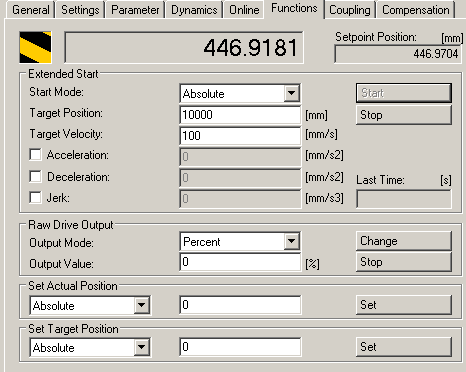 General Settings Parameter Dynamics Online Functions Coupling Compensation
446.9181
Setpoint Position: [mm]
446.9704
Extended Start
Start Mode: Absolute Start
Target Position: 10000 [mm] Stop
Target Velocity: 100 [mm/s]
Acceleration: 0 [mm/s2]
Deceleration: 0 [mm/s2] Last Time: [s]
Jerk: 0 [mm/s3]
Raw Drive Output
Output Mode: Percent Change
Output Value: 0 [%] Stop
Set Actual Position
Absolute 0 Set
Set Target Position
Absolute 0 Set